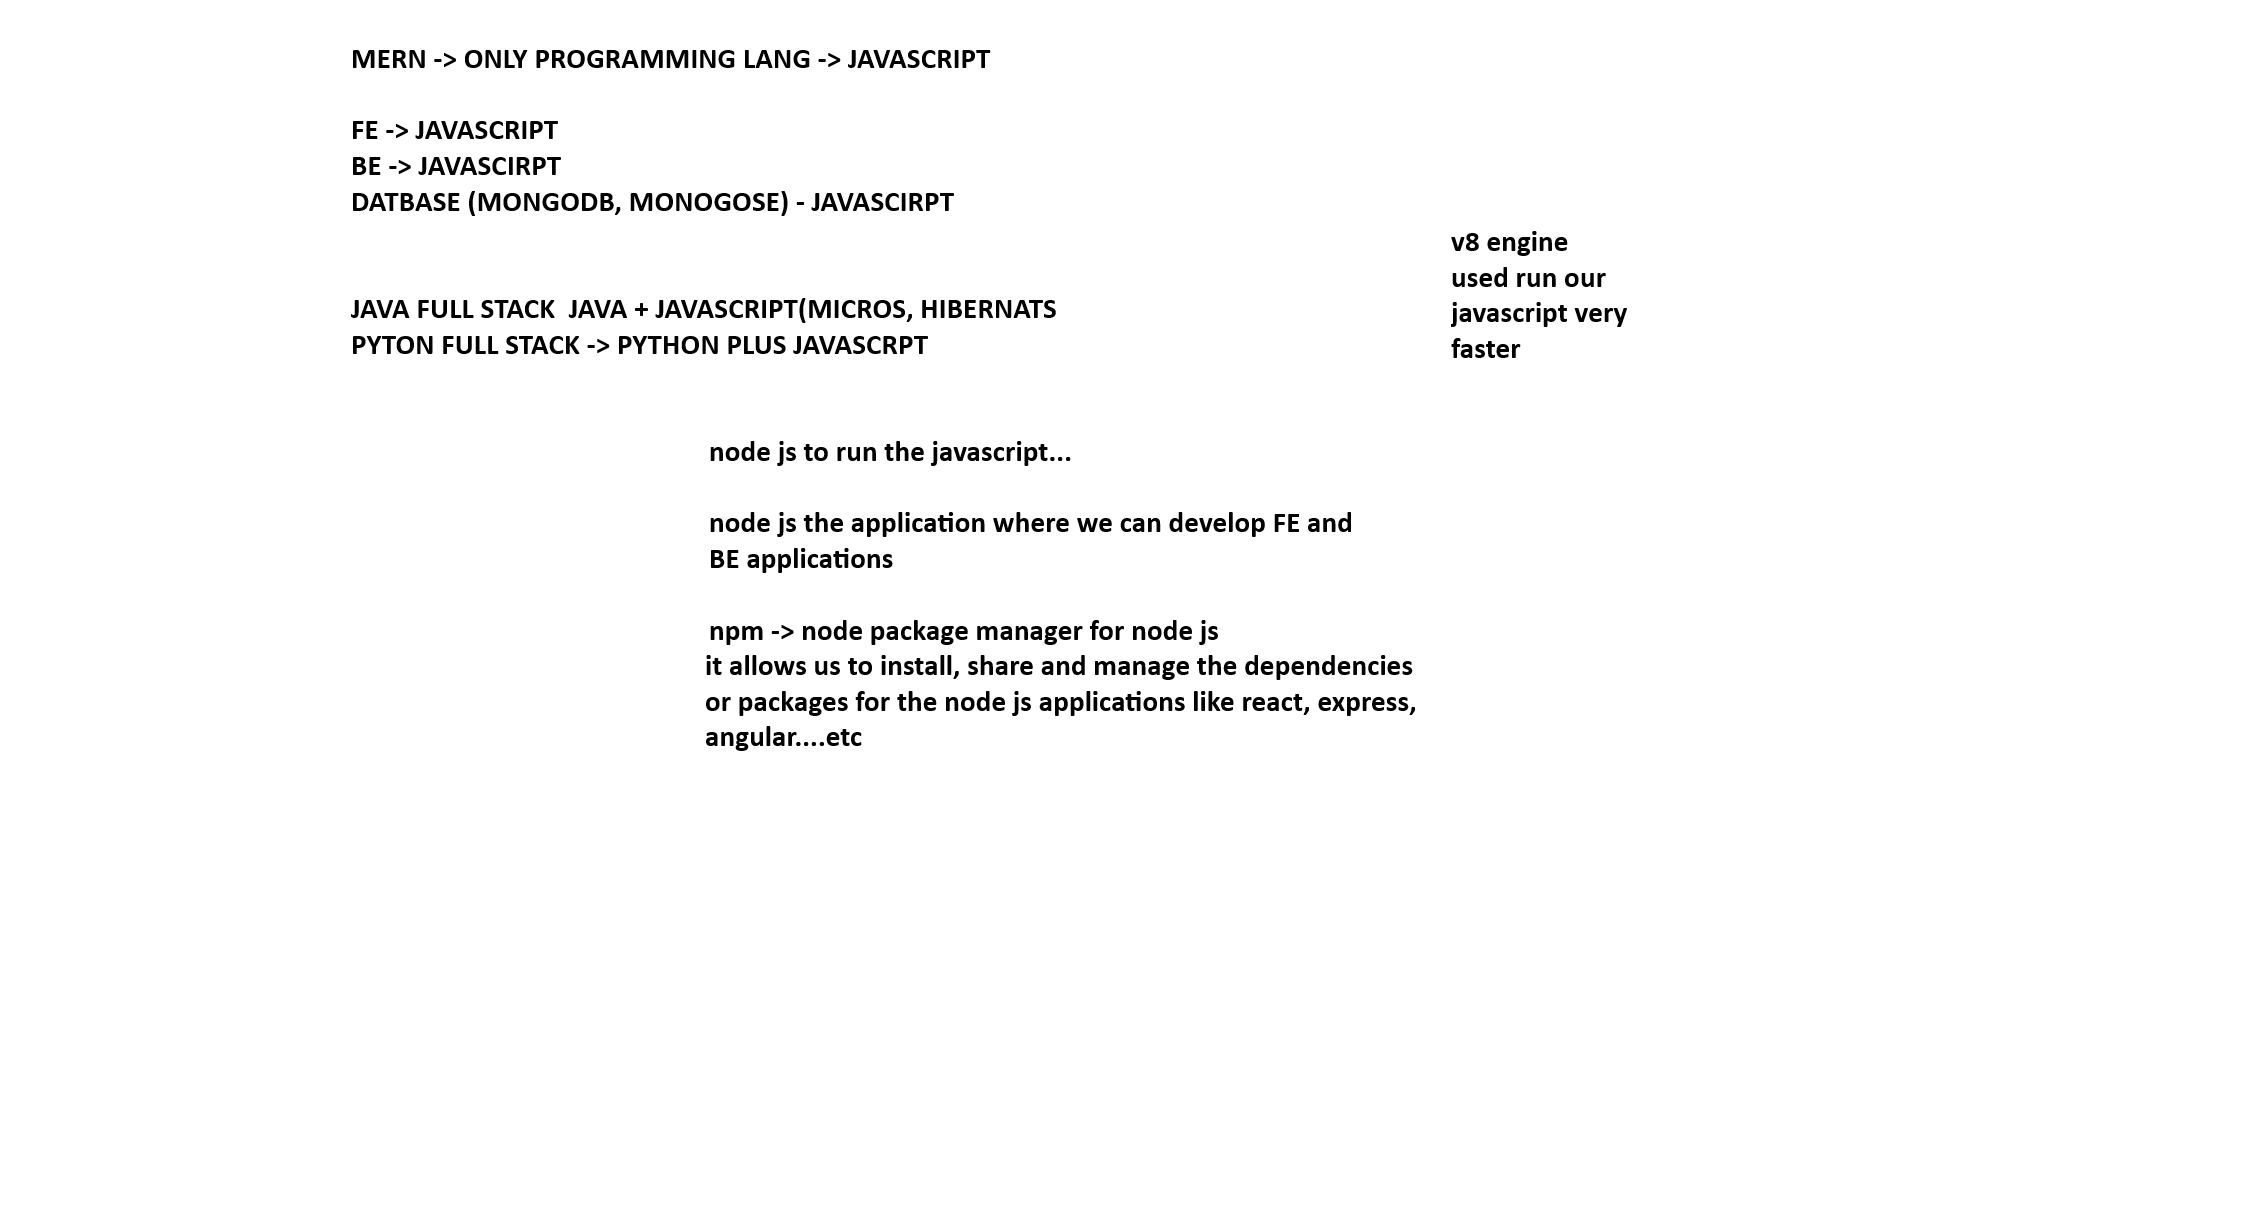 MERN -> ONLY PROGRAMMING LANG -> JAVASCRIPT
FE -> JAVASCRIPT
BE -> JAVASCIRPT
DATBASE (MONGODB, MONOGOSE) - JAVASCIRPT
JAVA FULL STACK  JAVA + JAVASCRIPT(MICROS, HIBERNATS
PYTON FULL STACK -> PYTHON PLUS JAVASCRPT
v8 engine
used run our
javascript very
faster
node js to run the javascript...
node js the application where we can develop FE and
BE applications
npm -> node package manager for node js
it allows us to install, share and manage the dependencies
or packages for the node js applications like react, express,
angular....etc